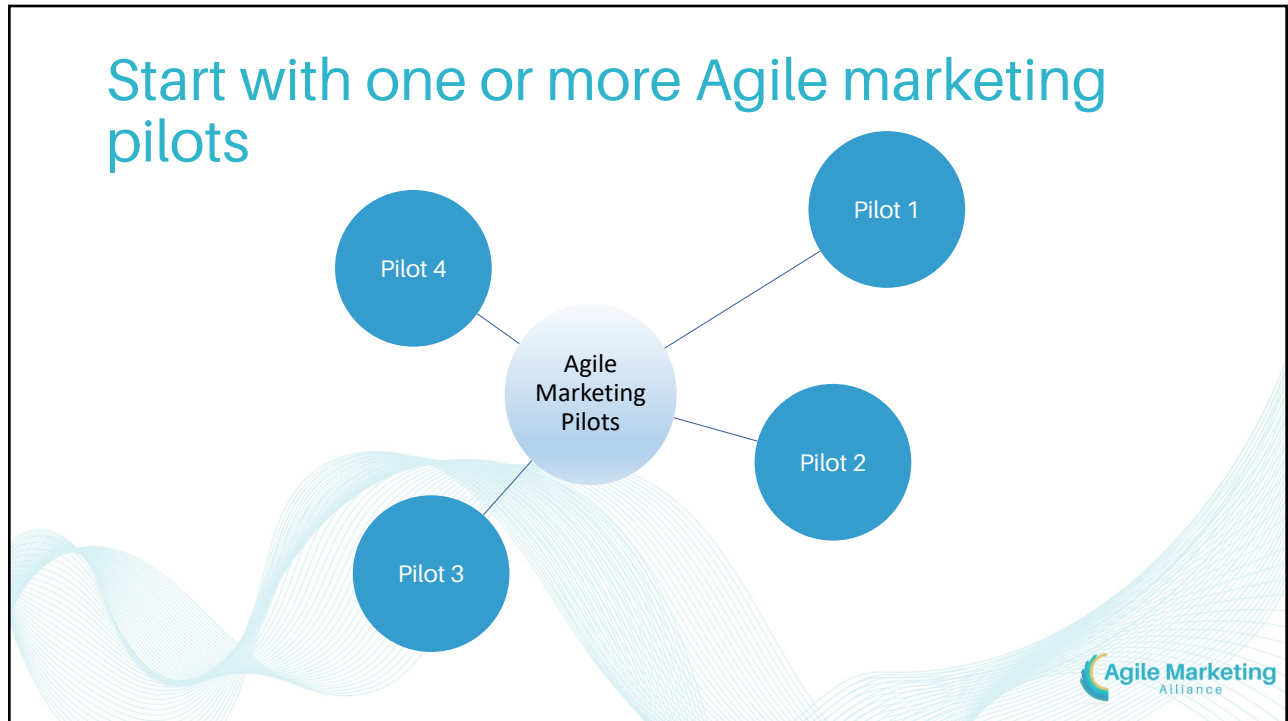 Start with one or more Agile marketing
pilots
Pilot 1
Pilot 4
Agile
Marketing
Pilots
Pilot 2
Pilot 3
Agile Marketing
Alliance